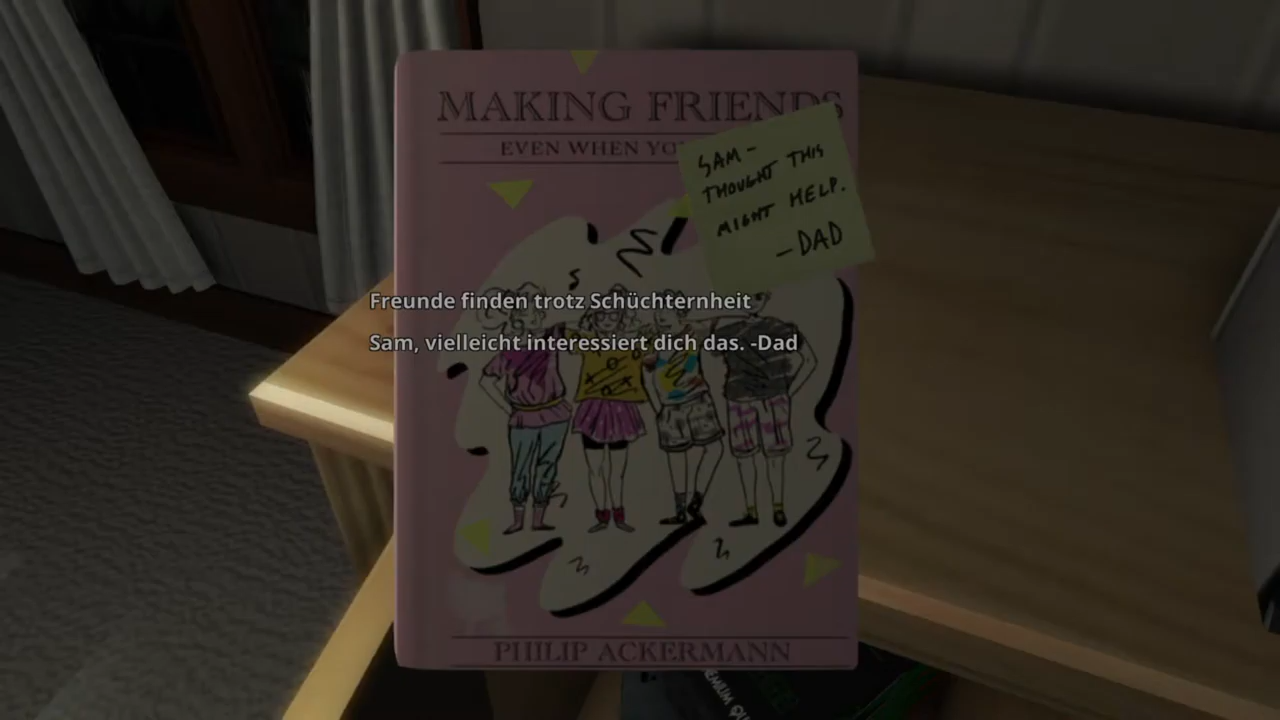 MAKING FRIENDS
EVEN WHEN YO
SAM-
THOUGHT THIS
MIGHT HELP.
-DAD
Freunde finden trotz Schüchternheit
Sam, vielleicht interessiert dich das. -Dad
PHILIP ACKERMANN